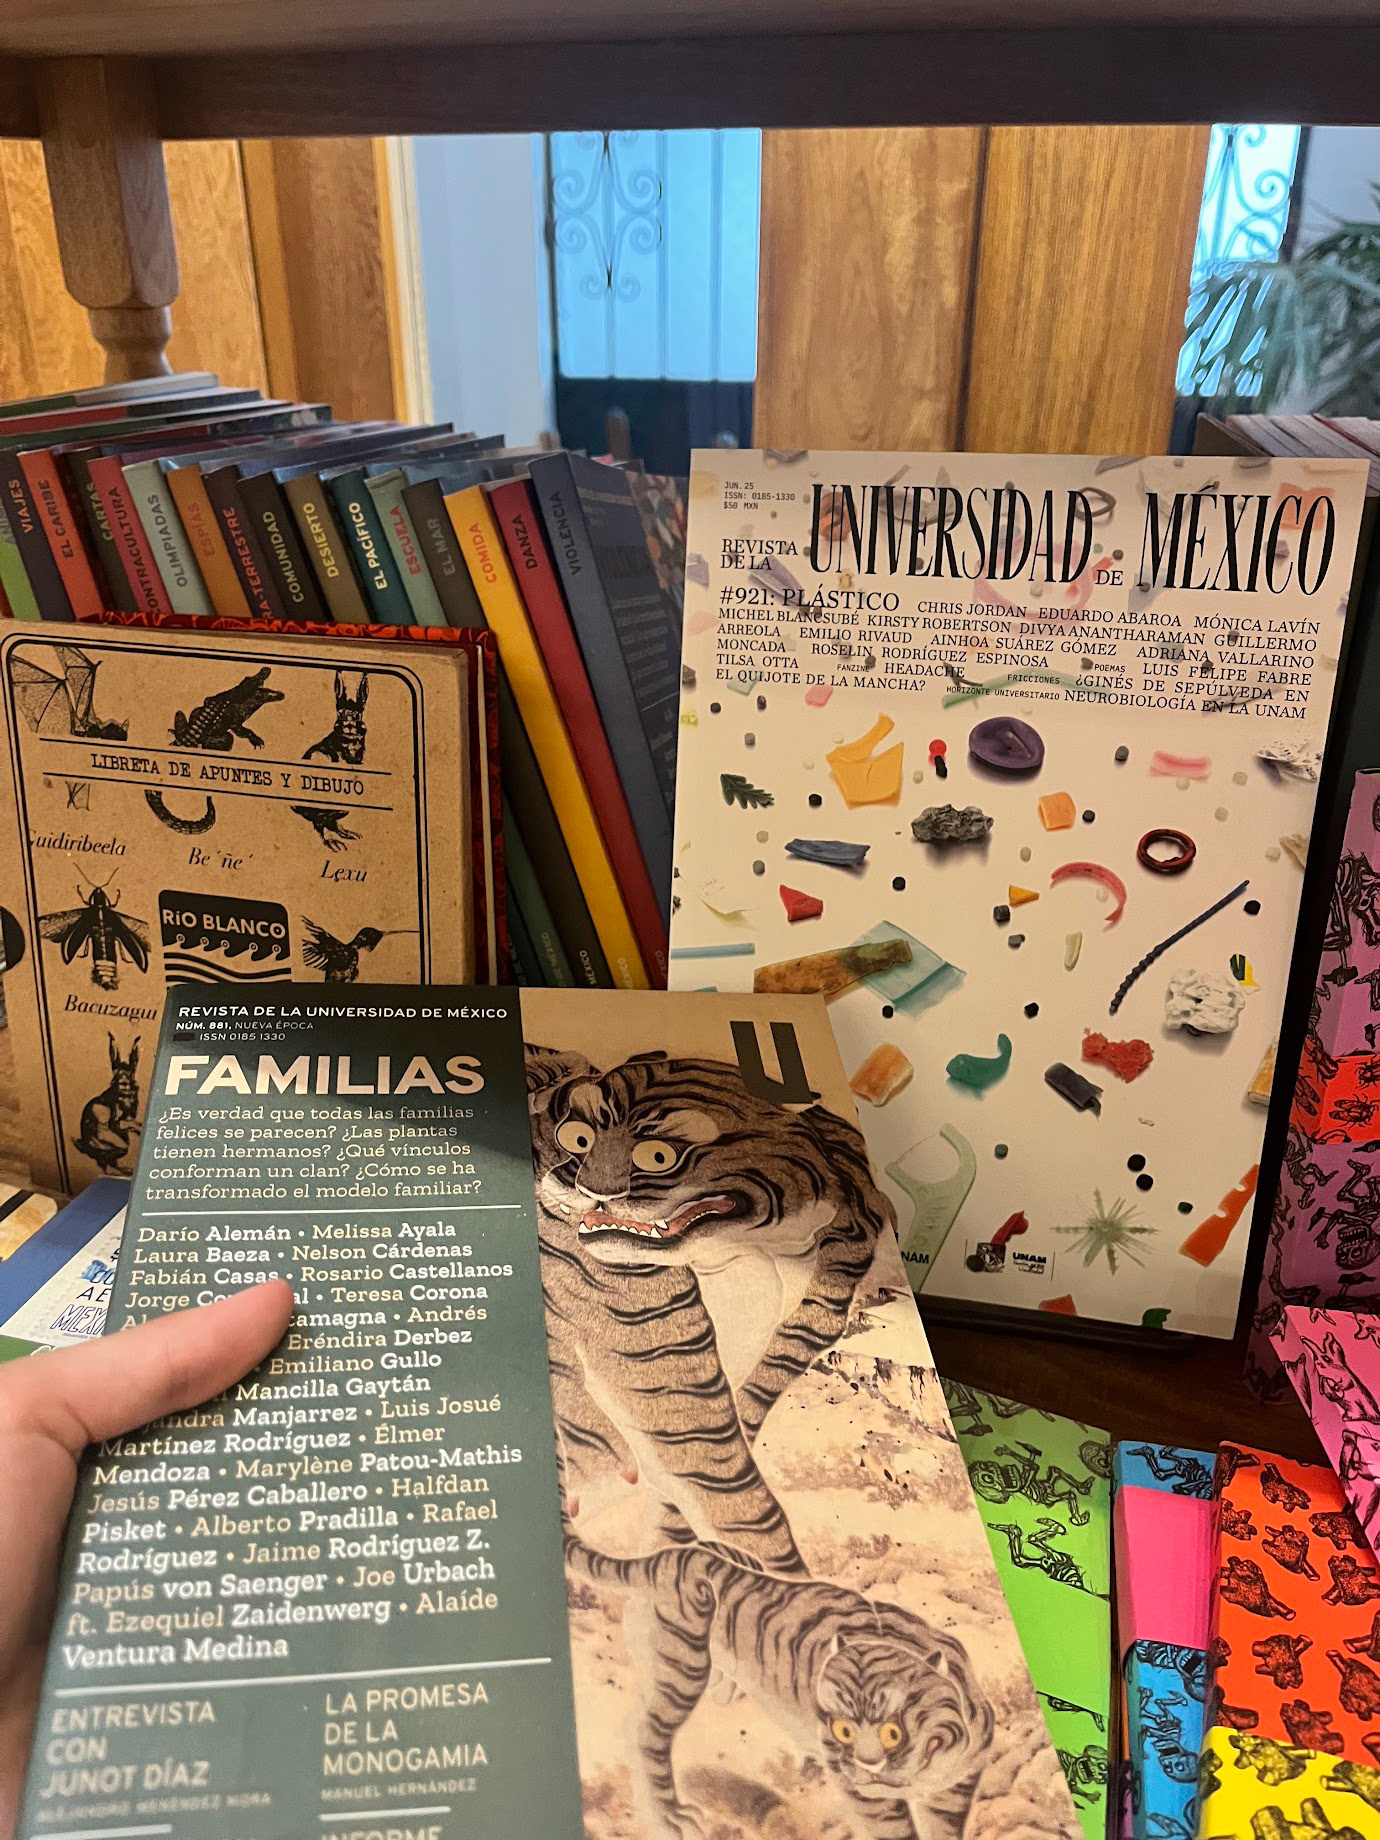 VIAJES
EL CARIBE
CARTAS
CONTRACULTURA
OLIMPIADAS
ESPÍAS
COMUNIDAD
DESIERTO
EL PACÍFICO
ESCUELA
EL MAR
COMIDA
DANZA
VIOLENCIA
LIBRETA DE APUNTES Y DIBUJO
Be´ñe´
Lexu
RíO BLANCO
JUN.25
ISSN: 0185-1330
$50 MXN
REVISTA
DE LA
UNIVERSIDAD DE MÉXICO
#921: PLÁSTICO CHRIS JORDAN EDUARDO ABAROA MÓNICA LAVÍN
MICHEL BLANCSUBÉ KIRSTY ROBERTSON DIVYA ANANTHARAMAN GUILLERMO
ARREOLA EMILIO RIVAUD AINHOA SUÁREZ GÓMEZ ADRIANA VALLARINO
MONCADA ROSELIN RODRÍGUEZ ESPINOSA POEMAS LUIS FELIPE FABRE
TILSA OTTA FANZINE HEADACHE FRICCIONES ¿GINÉS DE SEPÚLVEDA EN
EL QUIJOTE DE LA MANCHA? HORIZONTE UNIVERSITARIO NEUROBIOLOGÍA EN LA UNAM
UNAM
REVISTA DE LA UNIVERSIDAD DE MÉXICO
NÚM. 881, NUEVA ÉPOCA
ISSN 0185 1330
U
FAMILIAS
¿Es verdad que todas las familias
felices se parecen? ¿Las plantas
tienen hermanos? ¿Qué vínculos
conforman un clan? ¿Cómo se ha
transformado el modelo familiar?
Darío Alemán • Melissa Ayala
Laura Baeza • Nelson Cárdenas
Fabián Casas • Rosario Castellanos
Jorge • Teresa Corona
• Andrés
Eréndira Derbez
• Emiliano Gullo
Mancilla Gaytán
Manjarrez • Luis Josué
Martínez Rodríguez • Élmer
Mendoza • Marylène Patou-Mathis
Jesús Pérez Caballero • Halfdan
Pisket • Alberto Pradilla • Rafael
Rodríguez • Jaime Rodríguez Z.
Papús von Saenger • Joe Urbach
ft. Ezequiel Zaidenwerg • Alaíde
Ventura Medina
ENTREVISTA
CON
JUNOT DÍAZ
ALEJANDRO MENÉNDEZ MORA
LA PROMESA
DE LA
MONOGAMIA
MANUEL HERNÁNDEZ
INFORME